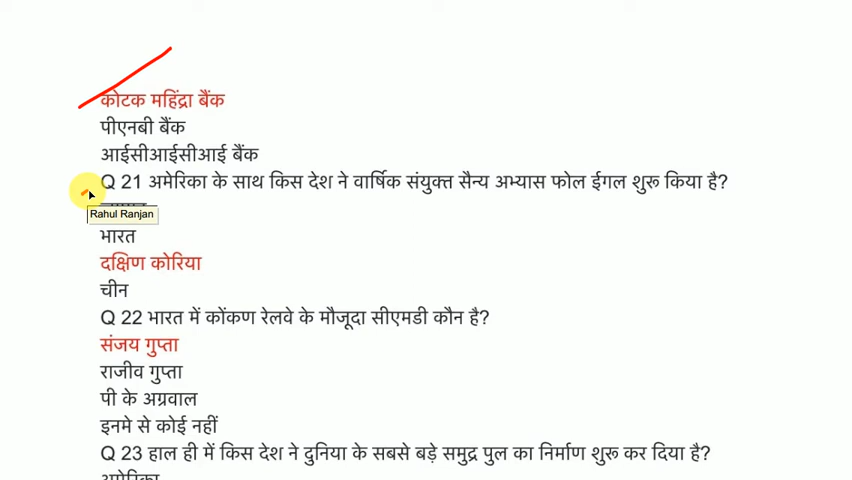 कोटक महिंद्रा बैंक
पीएनबी बैंक
आईसीआईसीआई बैंक
Q 21 अमेरिका के साथ किस देश ने वार्षिक संयुक्त सैन्य अभ्यास फोल ईगल शुरू किया है?
Rahul Ranjan
भारत
दक्षिण कोरिया
चीन
Q 22 भारत में कोंकण रेलवे के मौजूदा सीएमडी कौन है?
संजय गुप्ता
राजीव गुप्ता
पी के अग्रवाल
इनमे से कोई नहीं
Q 23 हाल ही में किस देश ने दुनिया के सबसे बड़े समुद्र पुल का निर्माण शुरू कर दिया है?
अमेरिका